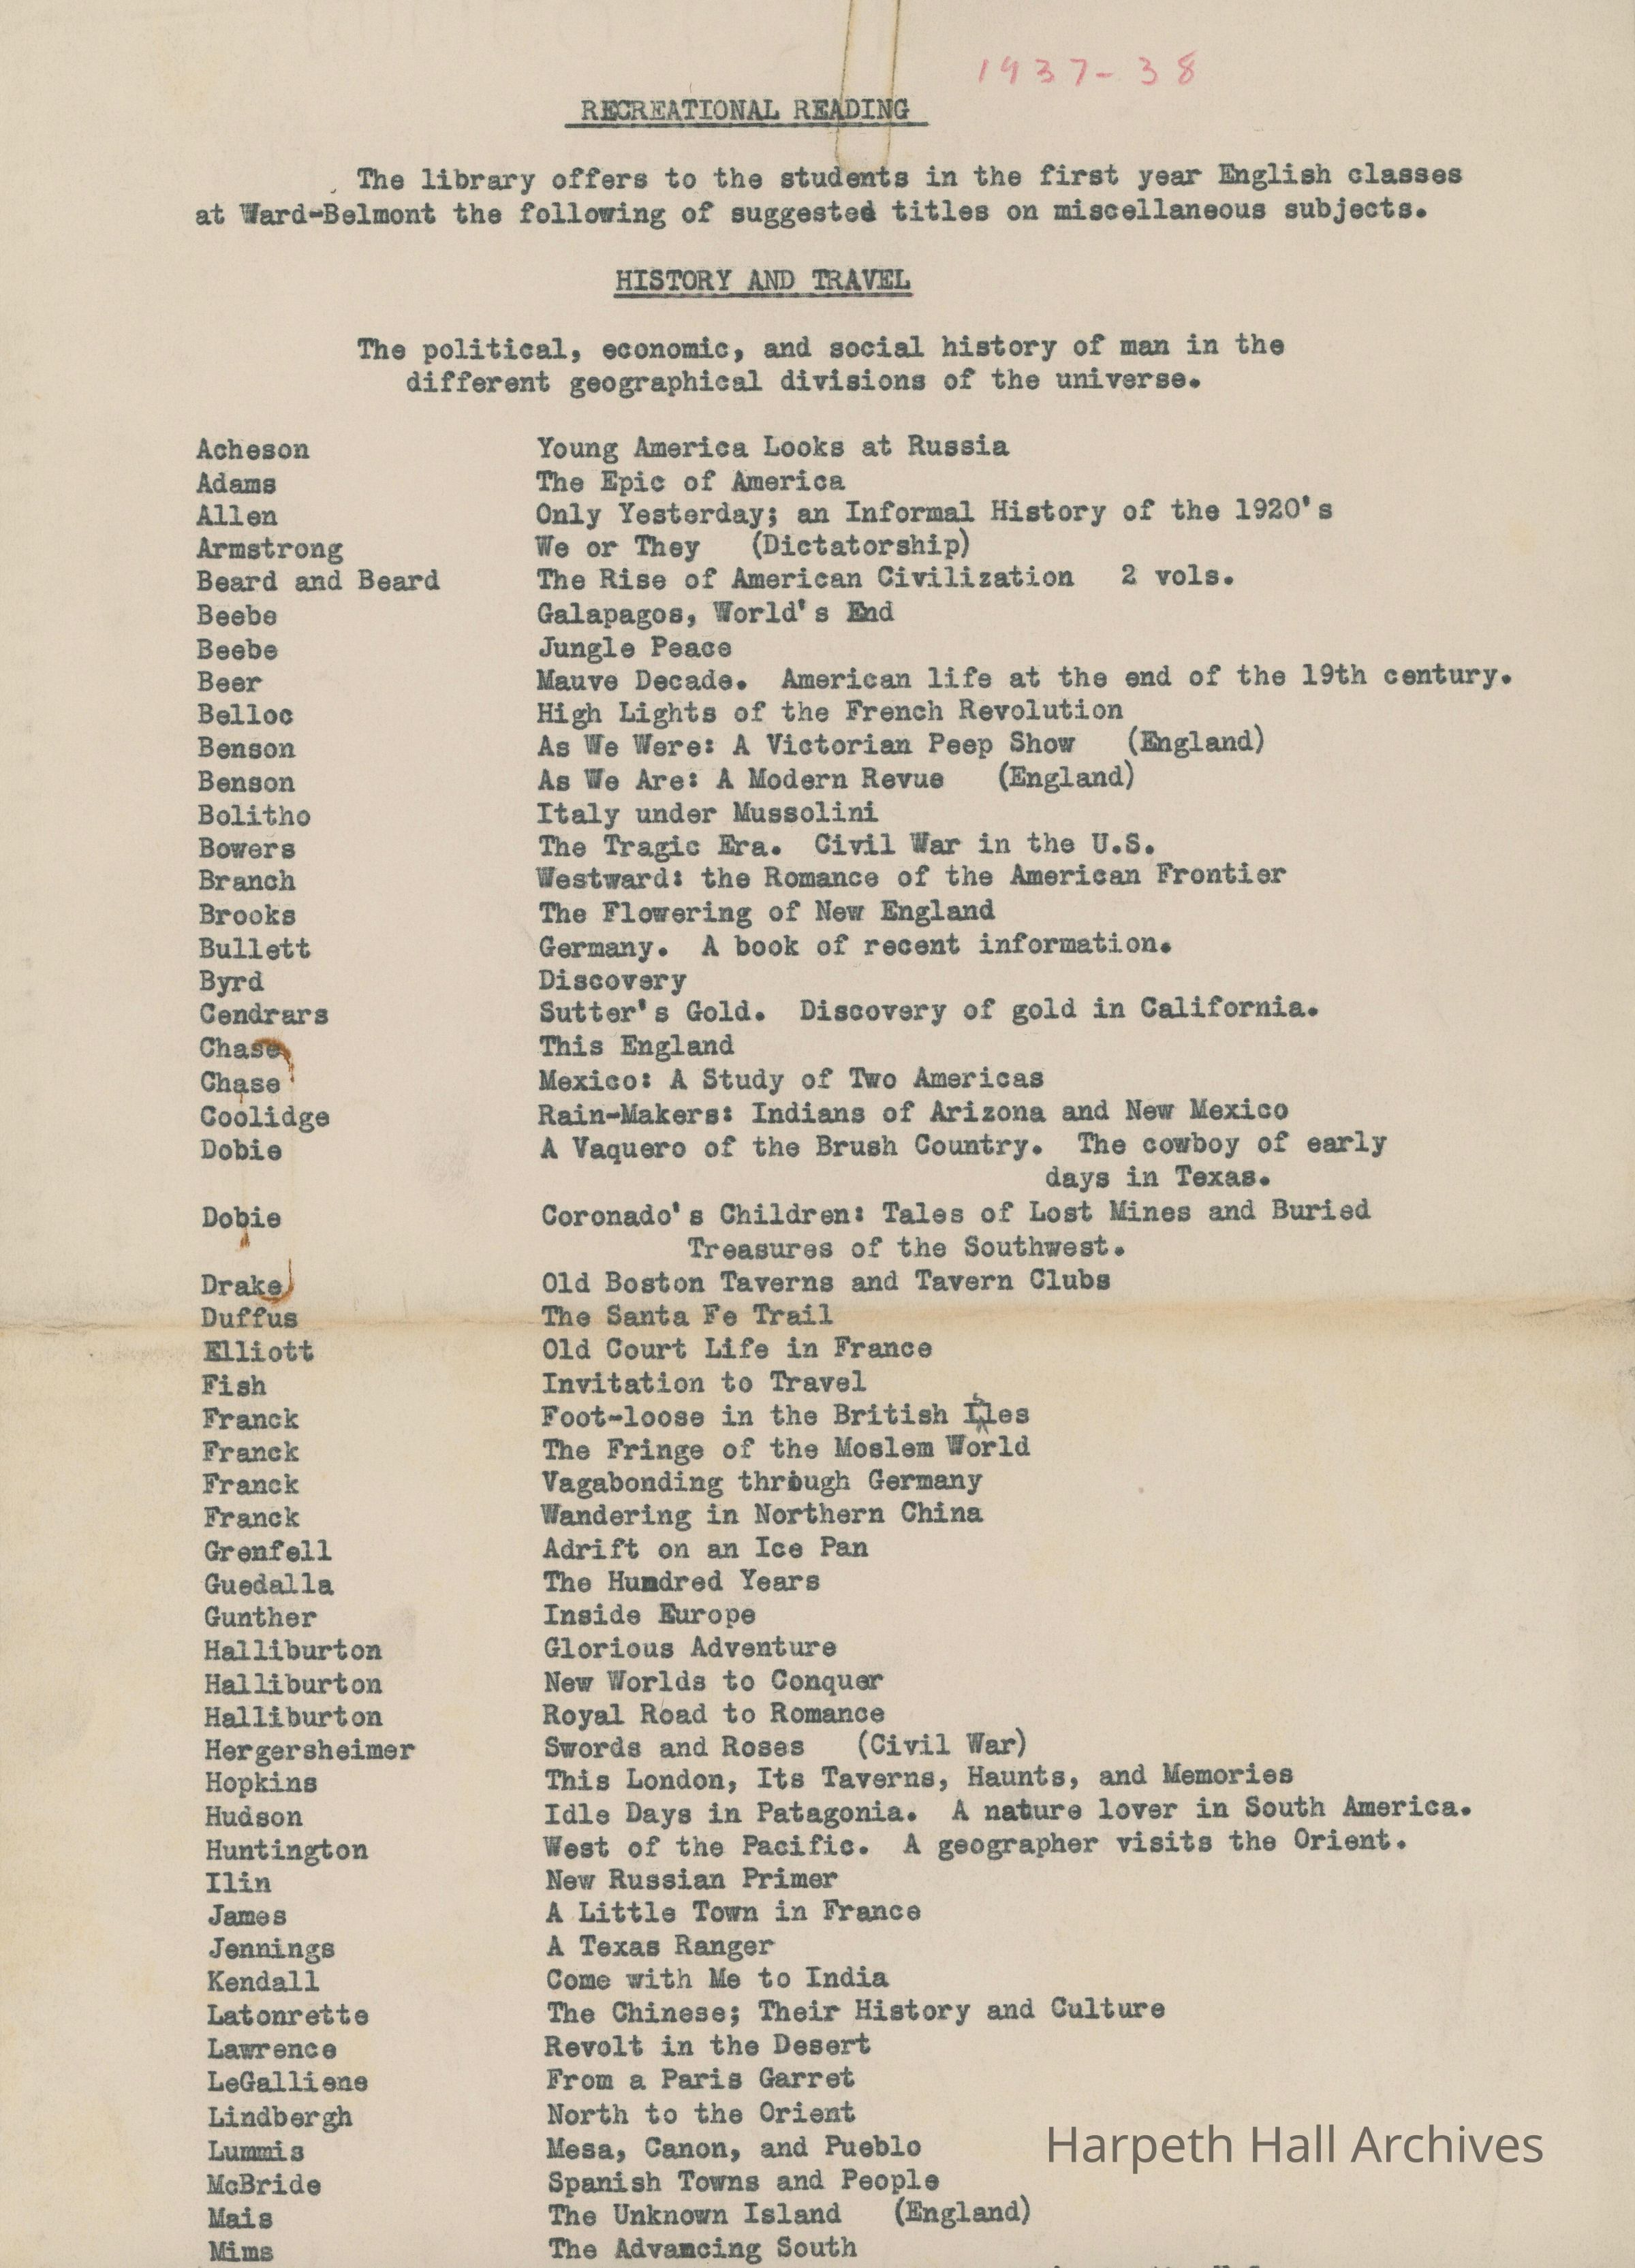 1937-38
RECREATIONAL READING
The library offers to the students in the first year English classes
at Ward-Belmont the following of suggested titles on miscellaneous subjects.
HISTORY AND TRAVEL
The political, economic, and social history of man in the
different geographical divisions of the universe.
Acheson Young America Looks at Russia
Adams The Epic of America
Allen Only Yesterday; an Informal History of the 1920's
Armstrong We or They (Dictatorship)
Beard and Beard The Rise of American Civilization 2 vols.
Beebe Galapagos, World's End
Beebe Jungle Peace
Beer Mauve Decade. American life at the end of the 19th century.
Belloc High Lights of the French Revolution
Benson As We Were: A Victorian Peep Show (England)
Benson As We Are: A Modern Revue (England)
Bolitho Italy under Mussolini
Bowers The Tragic Era. Civil War in the U.S.
Branch Westward: the Romance of the American Frontier
Brooks The Flowering of New England
Bullett Germany. A book of recent information.
Byrd Discovery
Cendrars Sutter's Gold. Discovery of gold in California.
Chase This England
Chase Mexico: A Study of Two Americas
Coolidge Rain-Makers: Indians of Arizona and New Mexico
Dobie A Vaquero of the Brush Country. The cowboy of early
days in Texas.
Dobie Coronado's Children: Tales of Lost Mines and Buried
Treasures of the Southwest.
Drake Old Boston Taverns and Tavern Clubs
Duffus The Santa Fe Trail
Elliott Old Court Life in France
Fish Invitation to Travel
Franck Foot-loose in the British Isles
Franck The Fringe of the Moslem World
Franck Vagabonding through Germany
Franck Wandering in Northern China
Grenfell Adrift on an Ice Pan
Guedalla The Hundred Years
Gunther Inside Europe
Halliburton Glorious Adventure
Halliburton New Worlds to Conquer
Halliburton Royal Road to Romance
Hergersheimer Swords and Roses (Civil War)
Hopkins This London, Its Taverns, Haunts, and Memories
Hudson Idle Days in Patagonia. A nature lover in South America.
Huntington West of the Pacific. A geographer visits the Orient.
Ilin New Russian Primer
James A Little Town in France
Jennings A Texas Ranger
Kendall Come with Me to India
Latonrette The Chinese; Their History and Culture
Lawrence Revolt in the Desert
LeGalliene From a Paris Garret
Lindbergh North to the Orient
Lummis Mesa, Canon, and Pueblo
McBride Spanish Towns and People
Mais The Unknown Island (England)
Mims The Advancing South
Harpeth Hall Archives